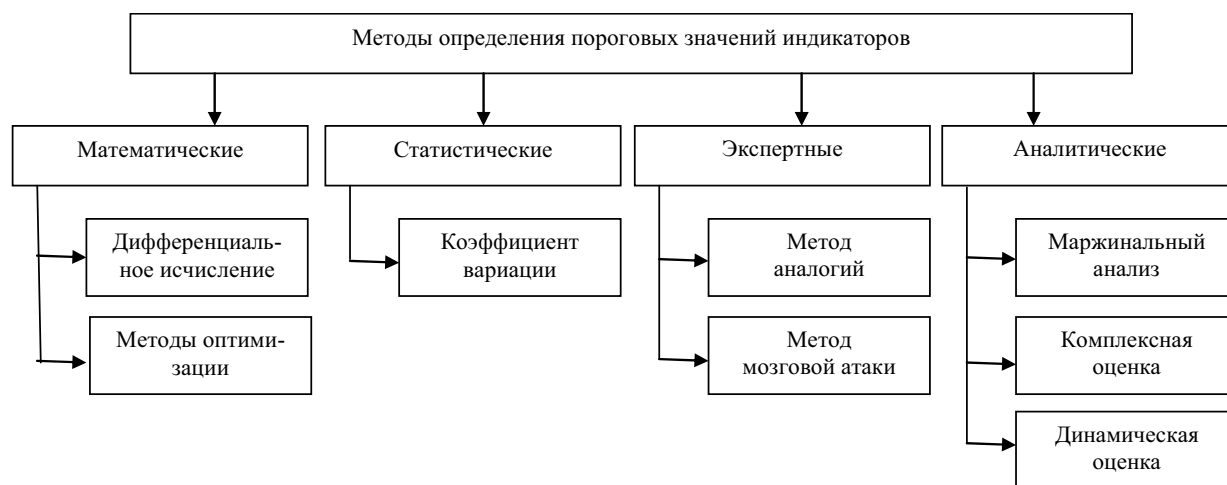 Методы определения пороговых значений индикаторов
Математические
Статистические
Экспертные
Аналитические
Дифференциаль-
ное исчисление
Коэффициент
вариации
Метод
аналогий
Маржинальный
анализ
Методы оптими-
зации
Метод
мозговой атаки
Комплексная
оценка
Динамическая
оценка